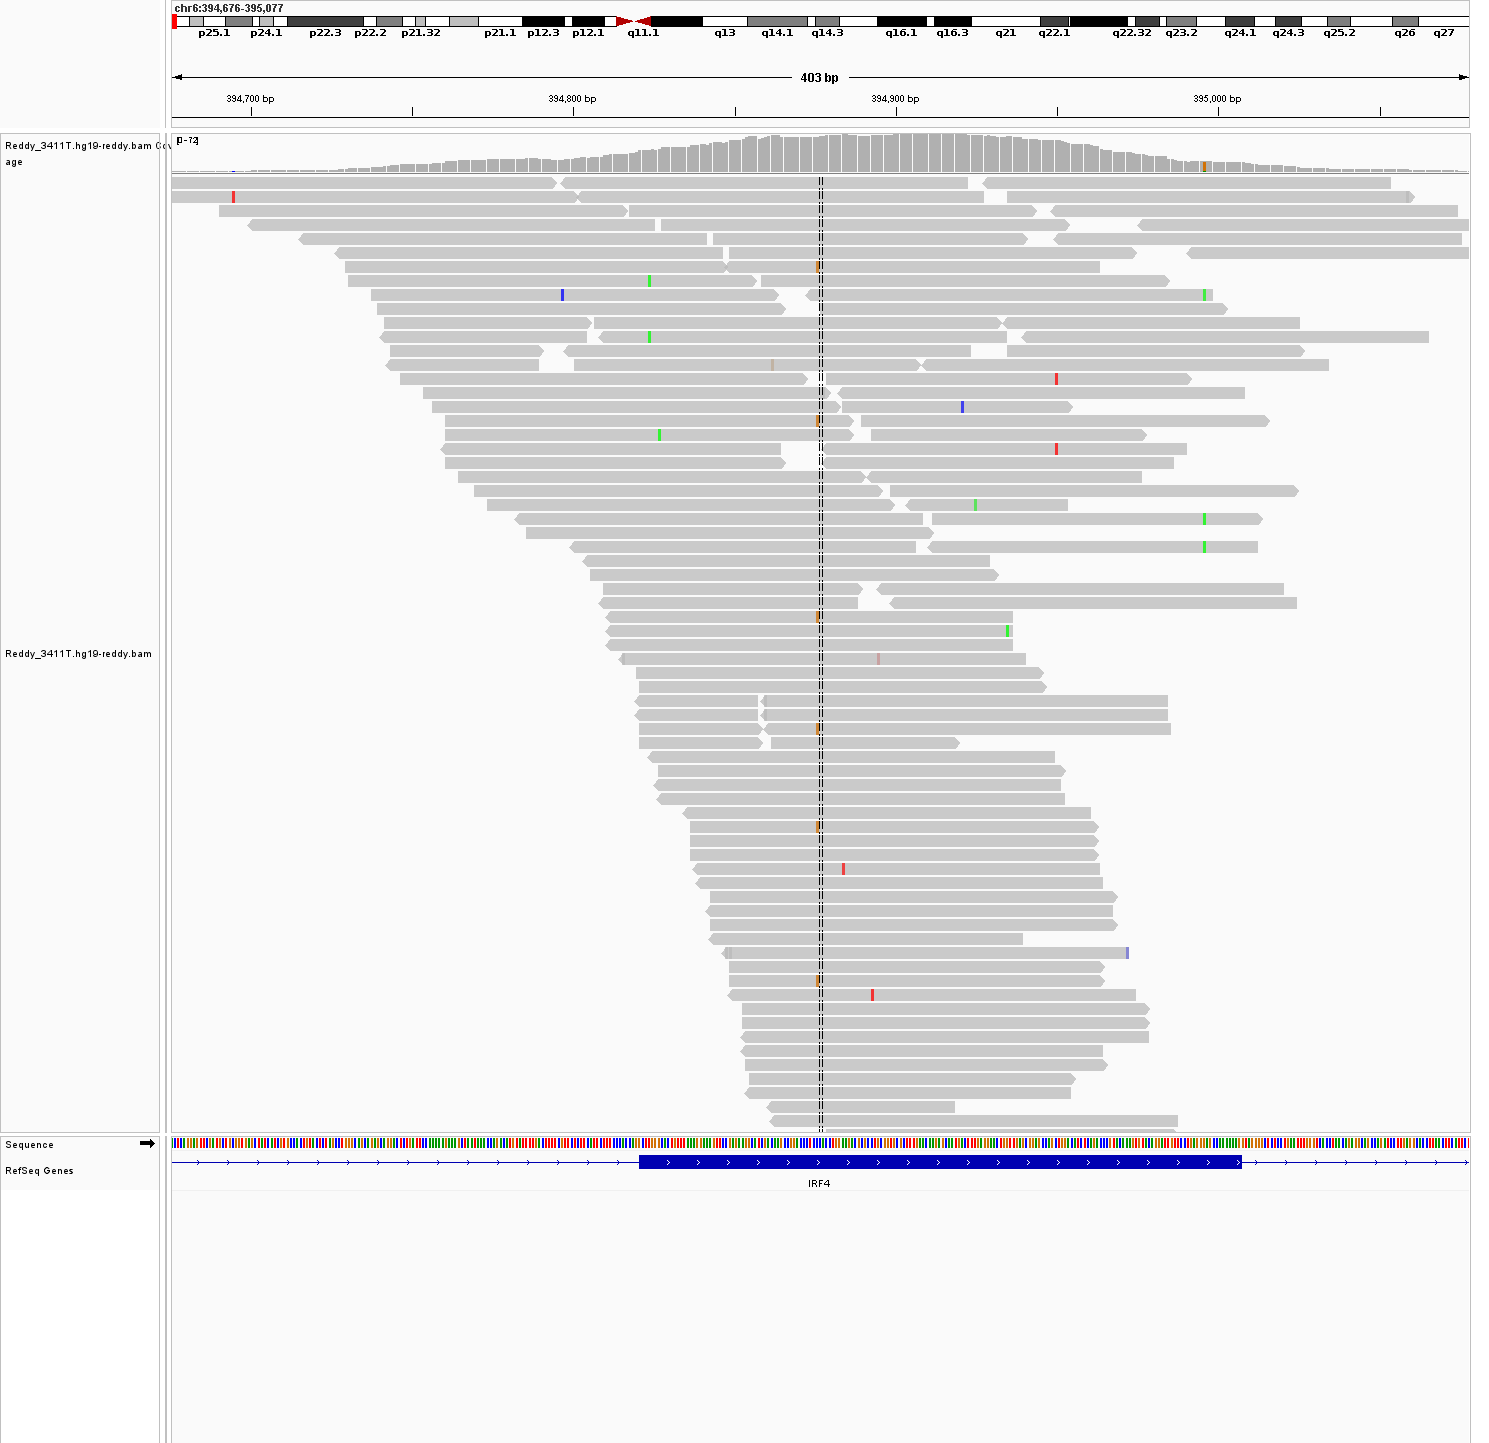 chr6:394,676-395,077
p25.1 p24.1 p22.3 p22.2 p21.32 p21.1 p12.3 p12.1 q11.1 q13 q14.1 q14.3 q16.1 q16.3 q21 q22.1 q22.32 q23.2 q24.1 q24.3 q25.2 q26 q27
403 bp
394,700 bp 394,800 bp 394,900 bp 395,000 bp
Reddy_3411T.hg19-reddy.bam Cov
age
[0-72]
Reddy_3411T.hg19-reddy.bam
Sequence
RefSeq Genes
IRF4